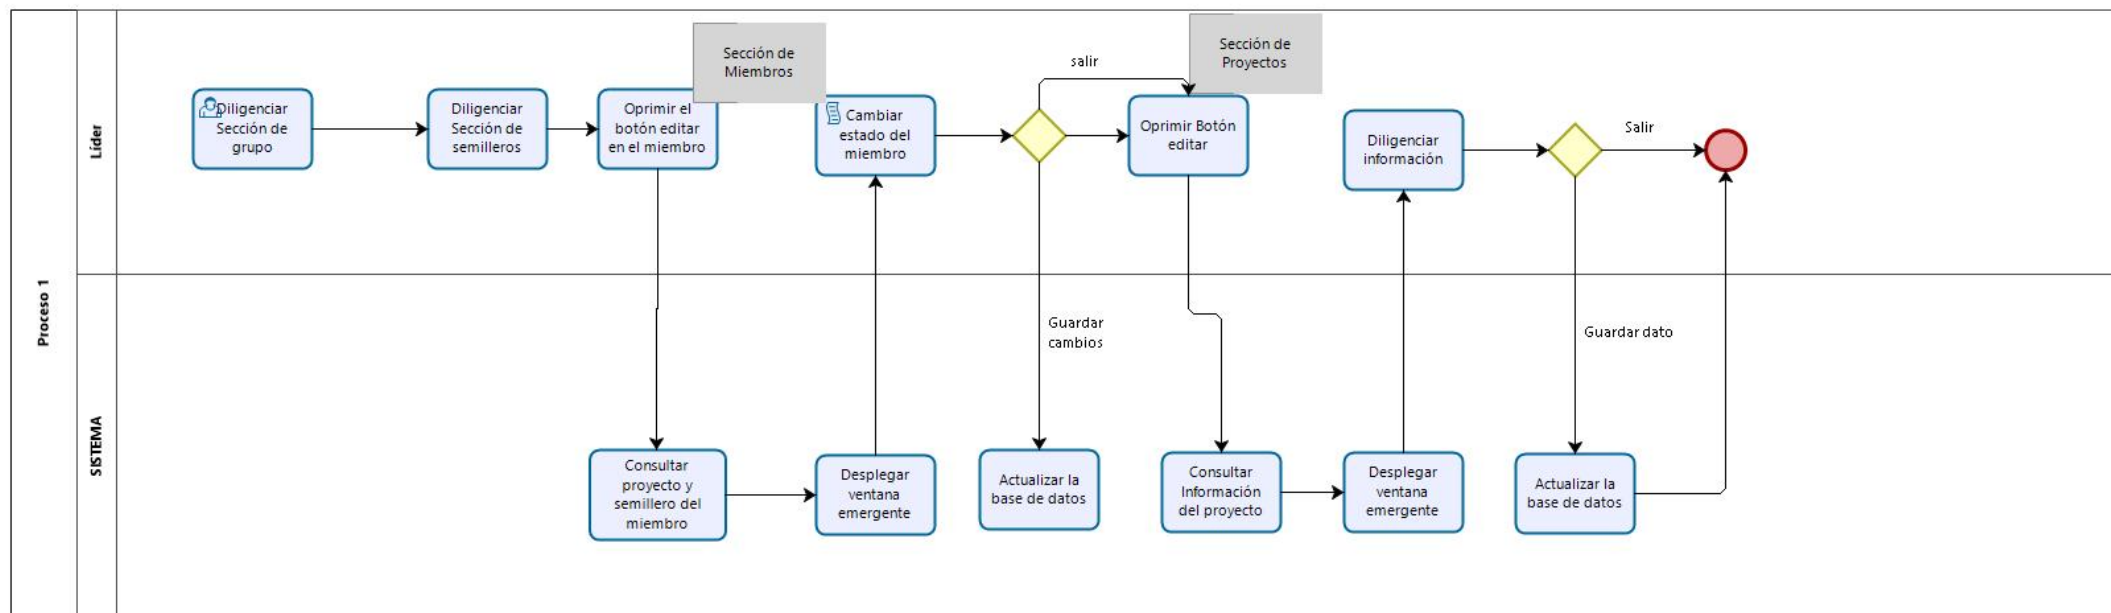 Proceso 1
Líder
Diligenciar
Sección de
grupo
Diligenciar
Sección de
semilleros
Oprimir el
botón editar
en el miembro
Sección de
Miembros
Cambiar
estado del
miembro
salir
Sección de
Proyectos
Oprimir Botón
editar
Diligenciar
información
Salir
SISTEMA
Consultar
proyecto y
semillero del
miembro
Desplegar
ventana
emergente
Guardar
cambios
Actualizar la
base de datos
Consultar
Información
del proyecto
Desplegar
ventana
emergente
Guardar dato
Actualizar la
base de datos